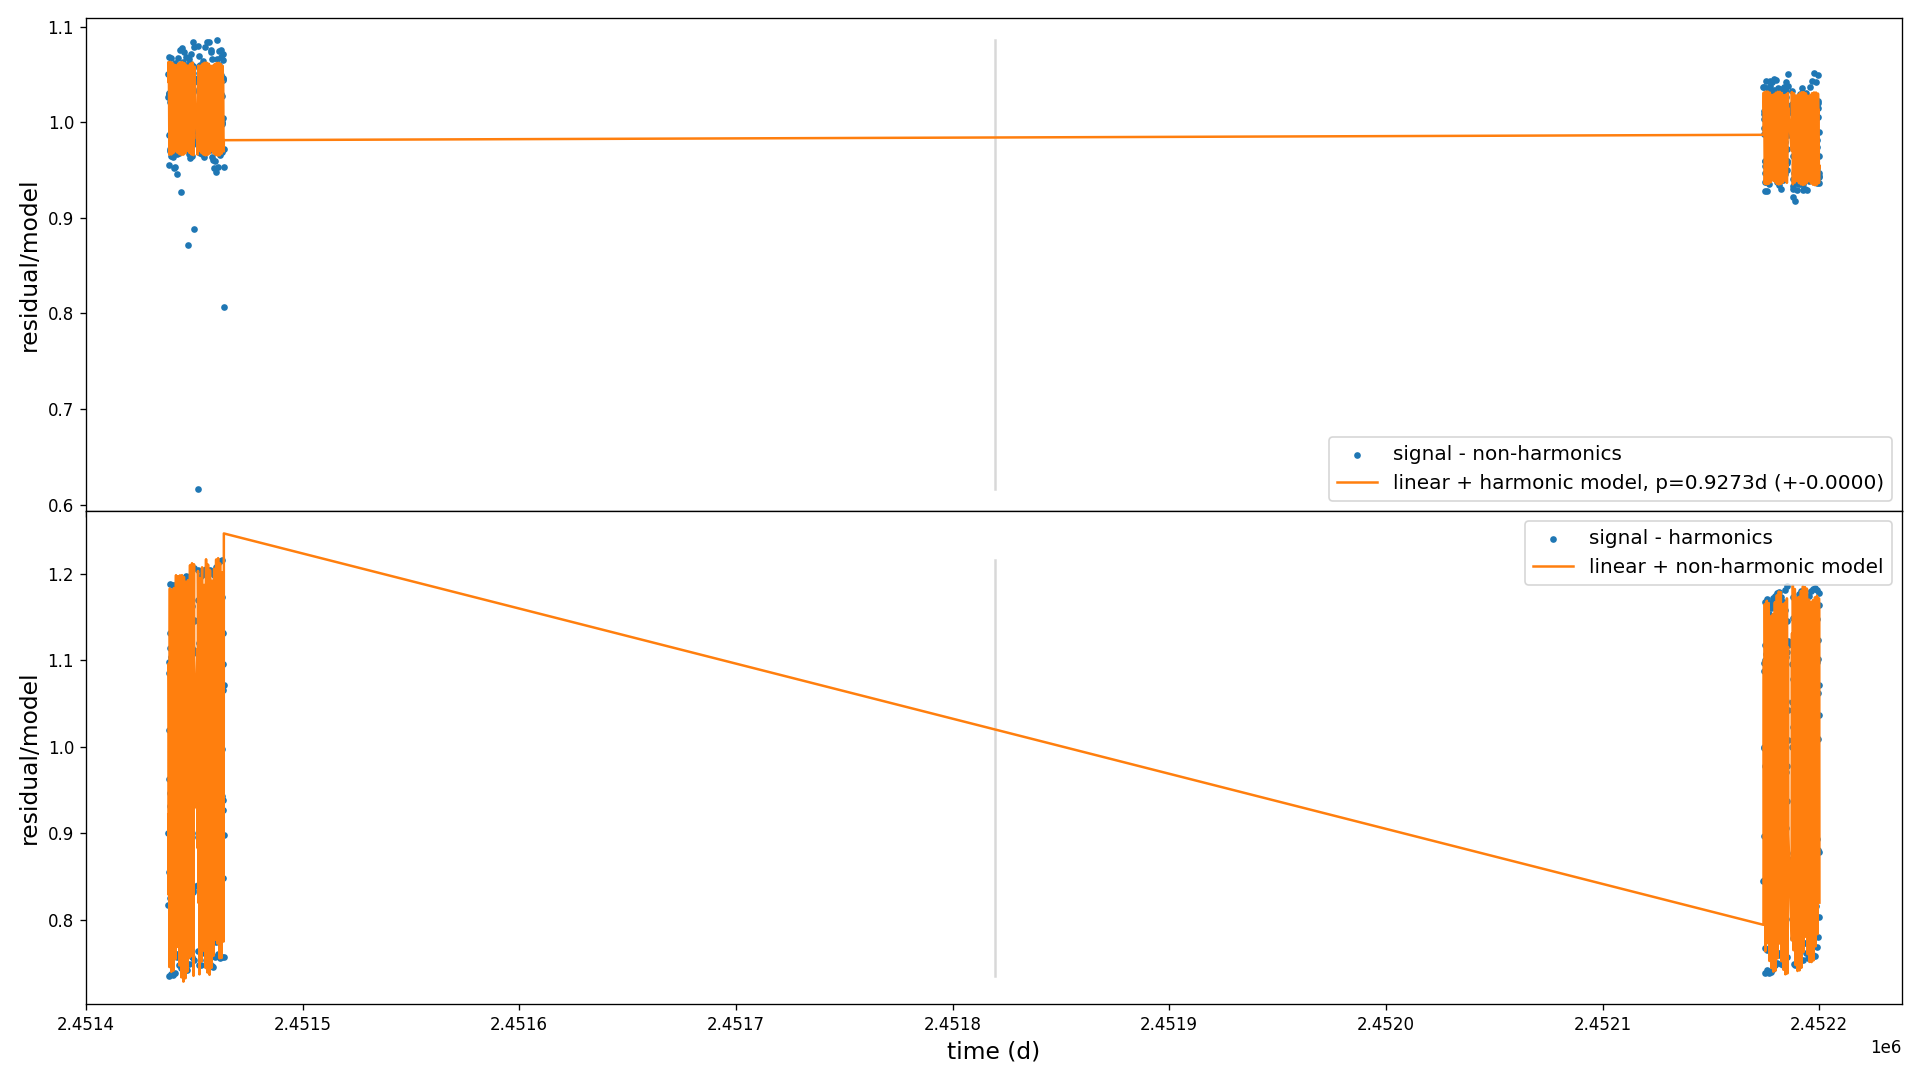 1.1
1.0
0.9
0.8
0.7
0.6
residual/model
signal - non-harmonics
linear + harmonic model, p=0.9273d (+-0.0000)
signal - harmonics
linear + non-harmonic model
1.2
1.1
1.0
0.9
0.8
residual/model
2.4514
2.4515
2.4516
2.4517
2.4518
2.4519
2.4520
2.4521
2.4522
time (d)
1e6